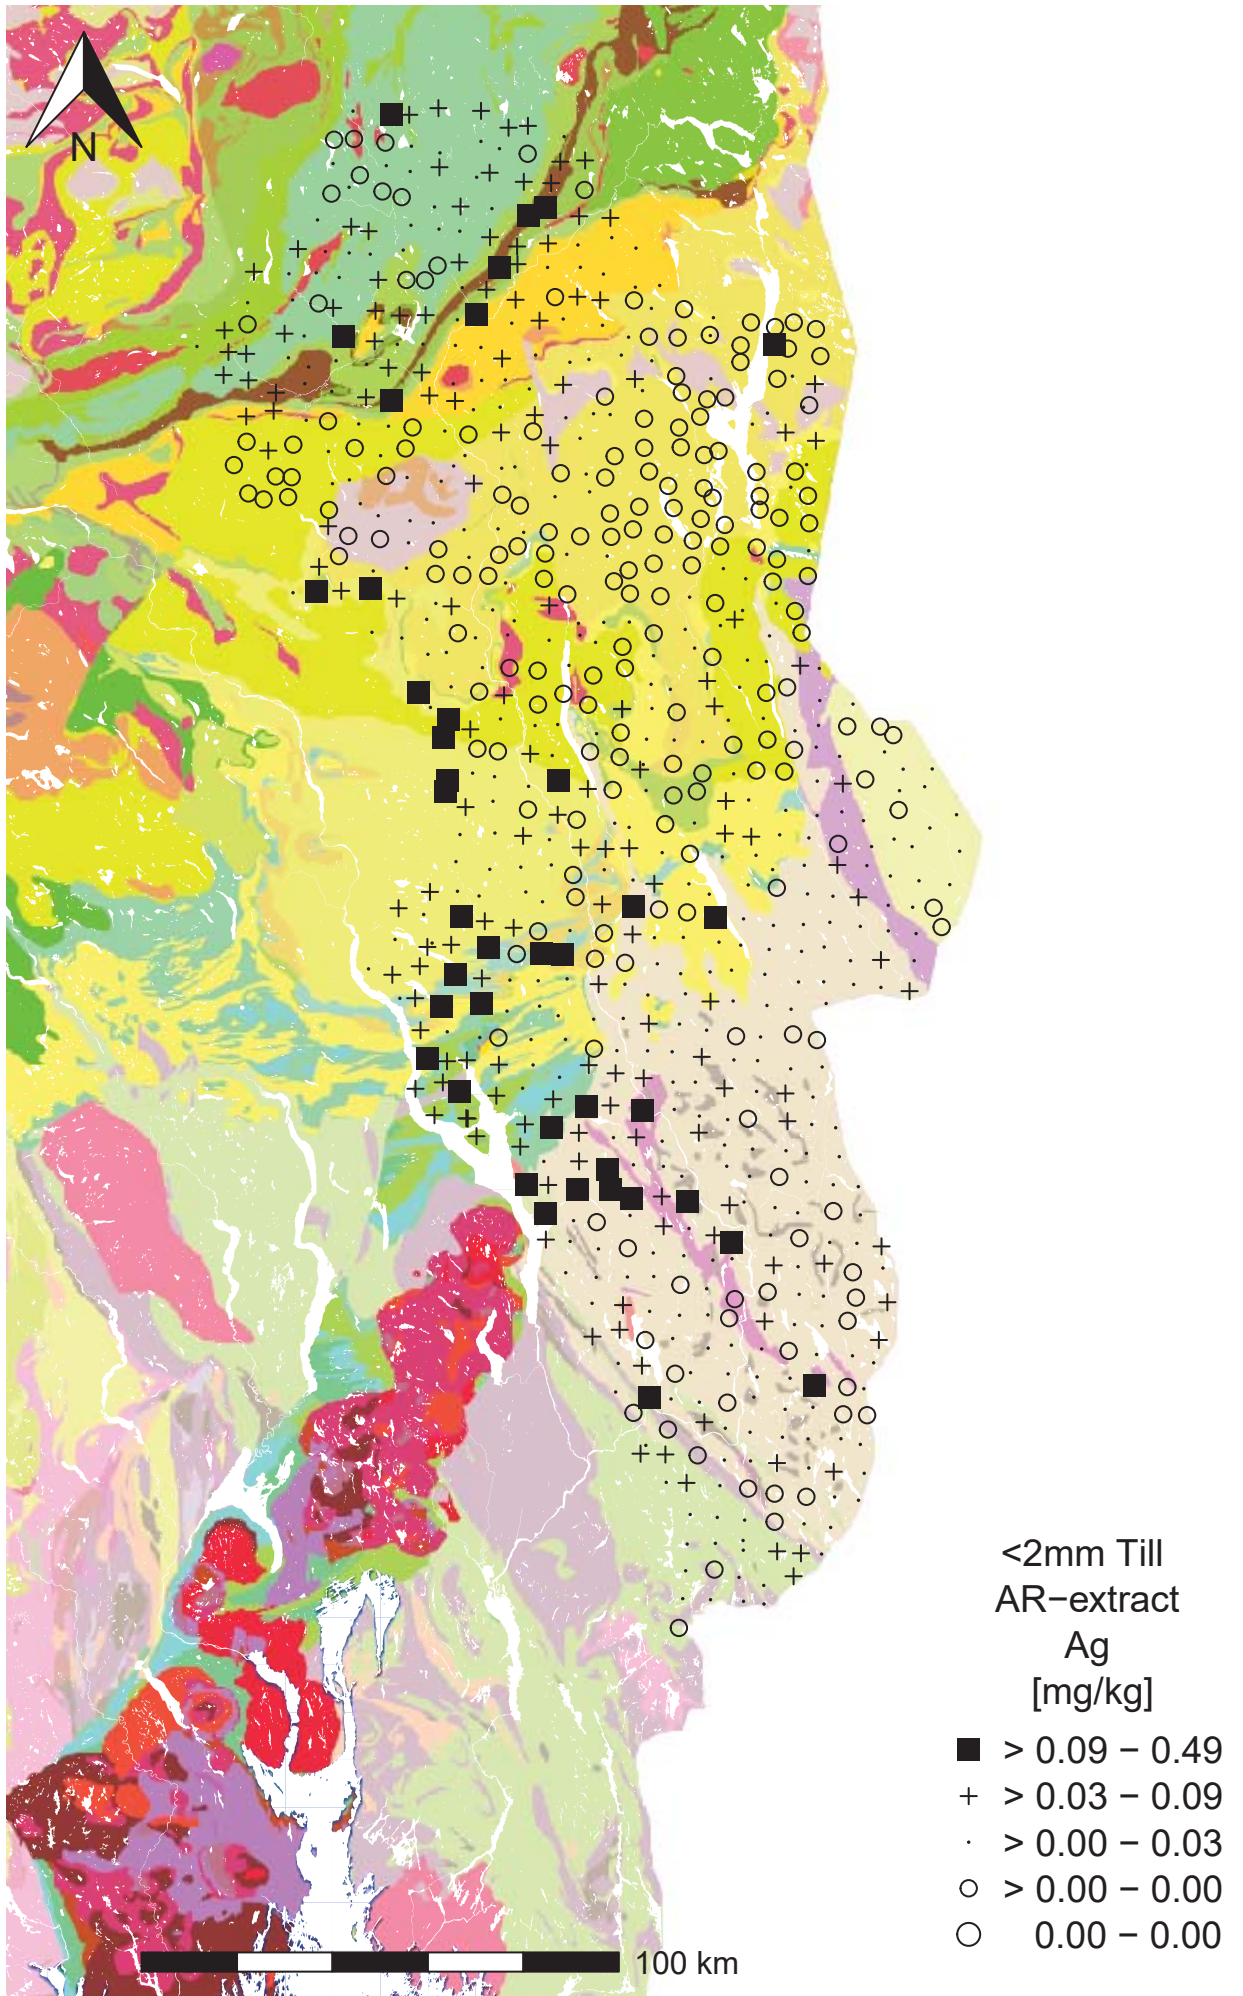 N
<2mm Till
AR−extract
Ag
[mg/kg]
> 0.09 − 0.49
> 0.03 − 0.09
> 0.00 − 0.03
> 0.00 − 0.00
0.00 − 0.00
100 km